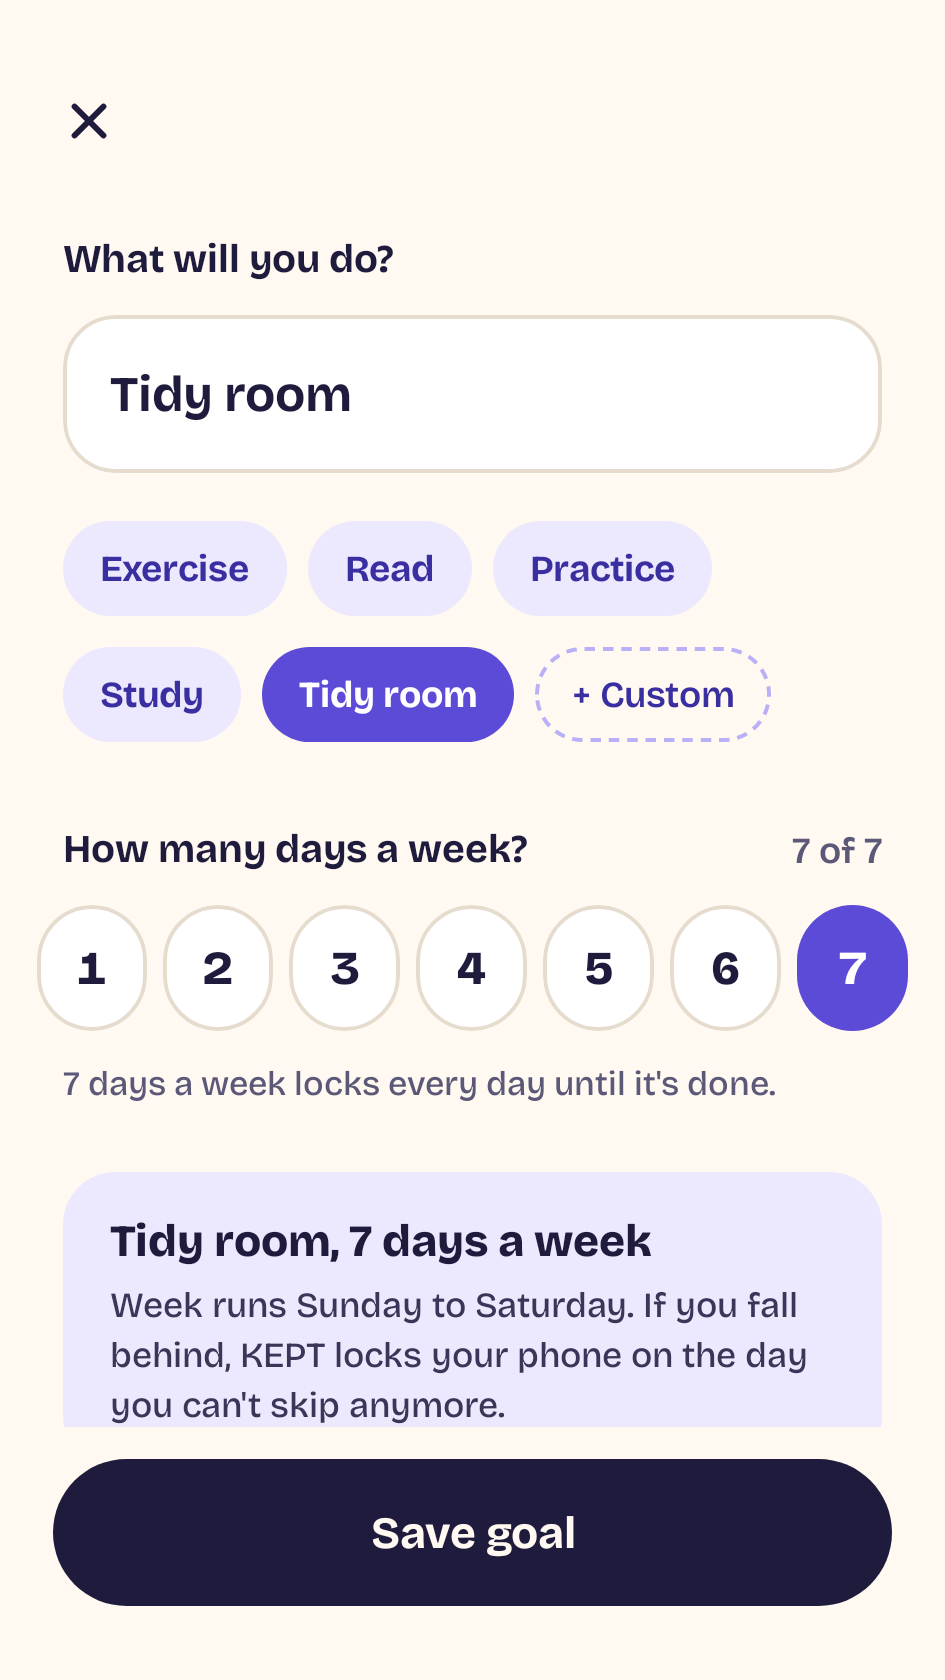 What will you do?
Tidy room
Exercise Read Practice
Study Tidy room + Custom
How many days a week? 7 of 7
1 2 3 4 5 6 7
7 days a week locks every day until it's done.
Tidy room, 7 days a week
Week runs Sunday to Saturday. If you fall
behind, KEPT locks your phone on the day
you can't skip anymore.
Save goal